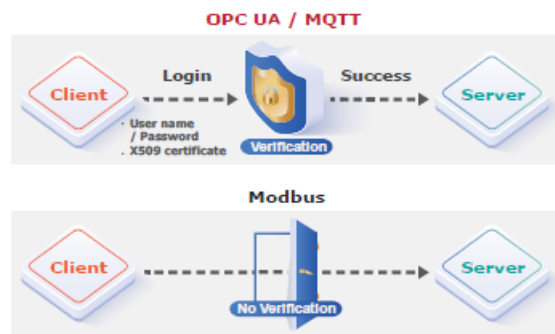 OPC UA / MQTT
Client
Login
· User name
/ Password
· X509 certificate
Verification
Success
Server
Modbus
Client
No Verification
Server